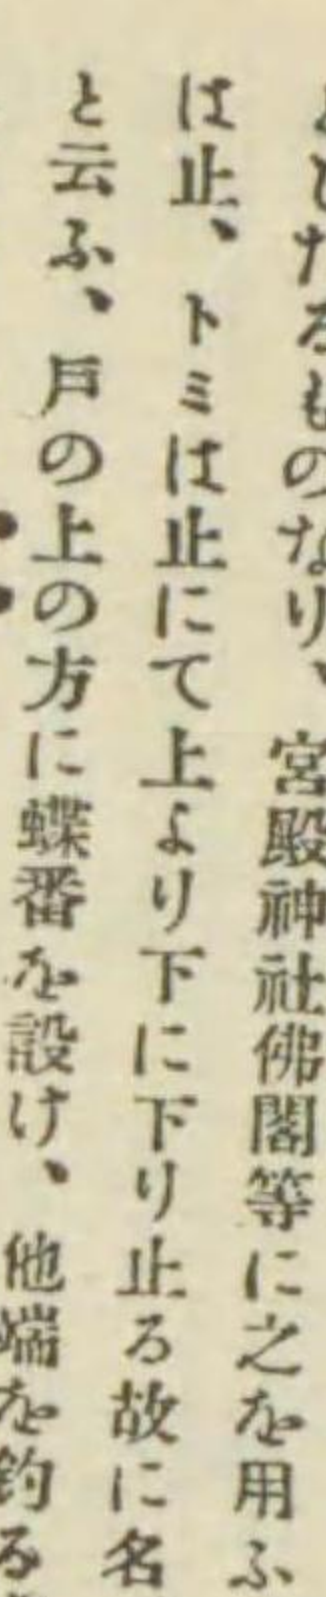 としたるものなり、宮殿神社佛閣等に之を用ふ
は止、トミは止にて上より下に下り止る故に名
と云ふ、戸の上の方に蝶番を設け、他端を釣る